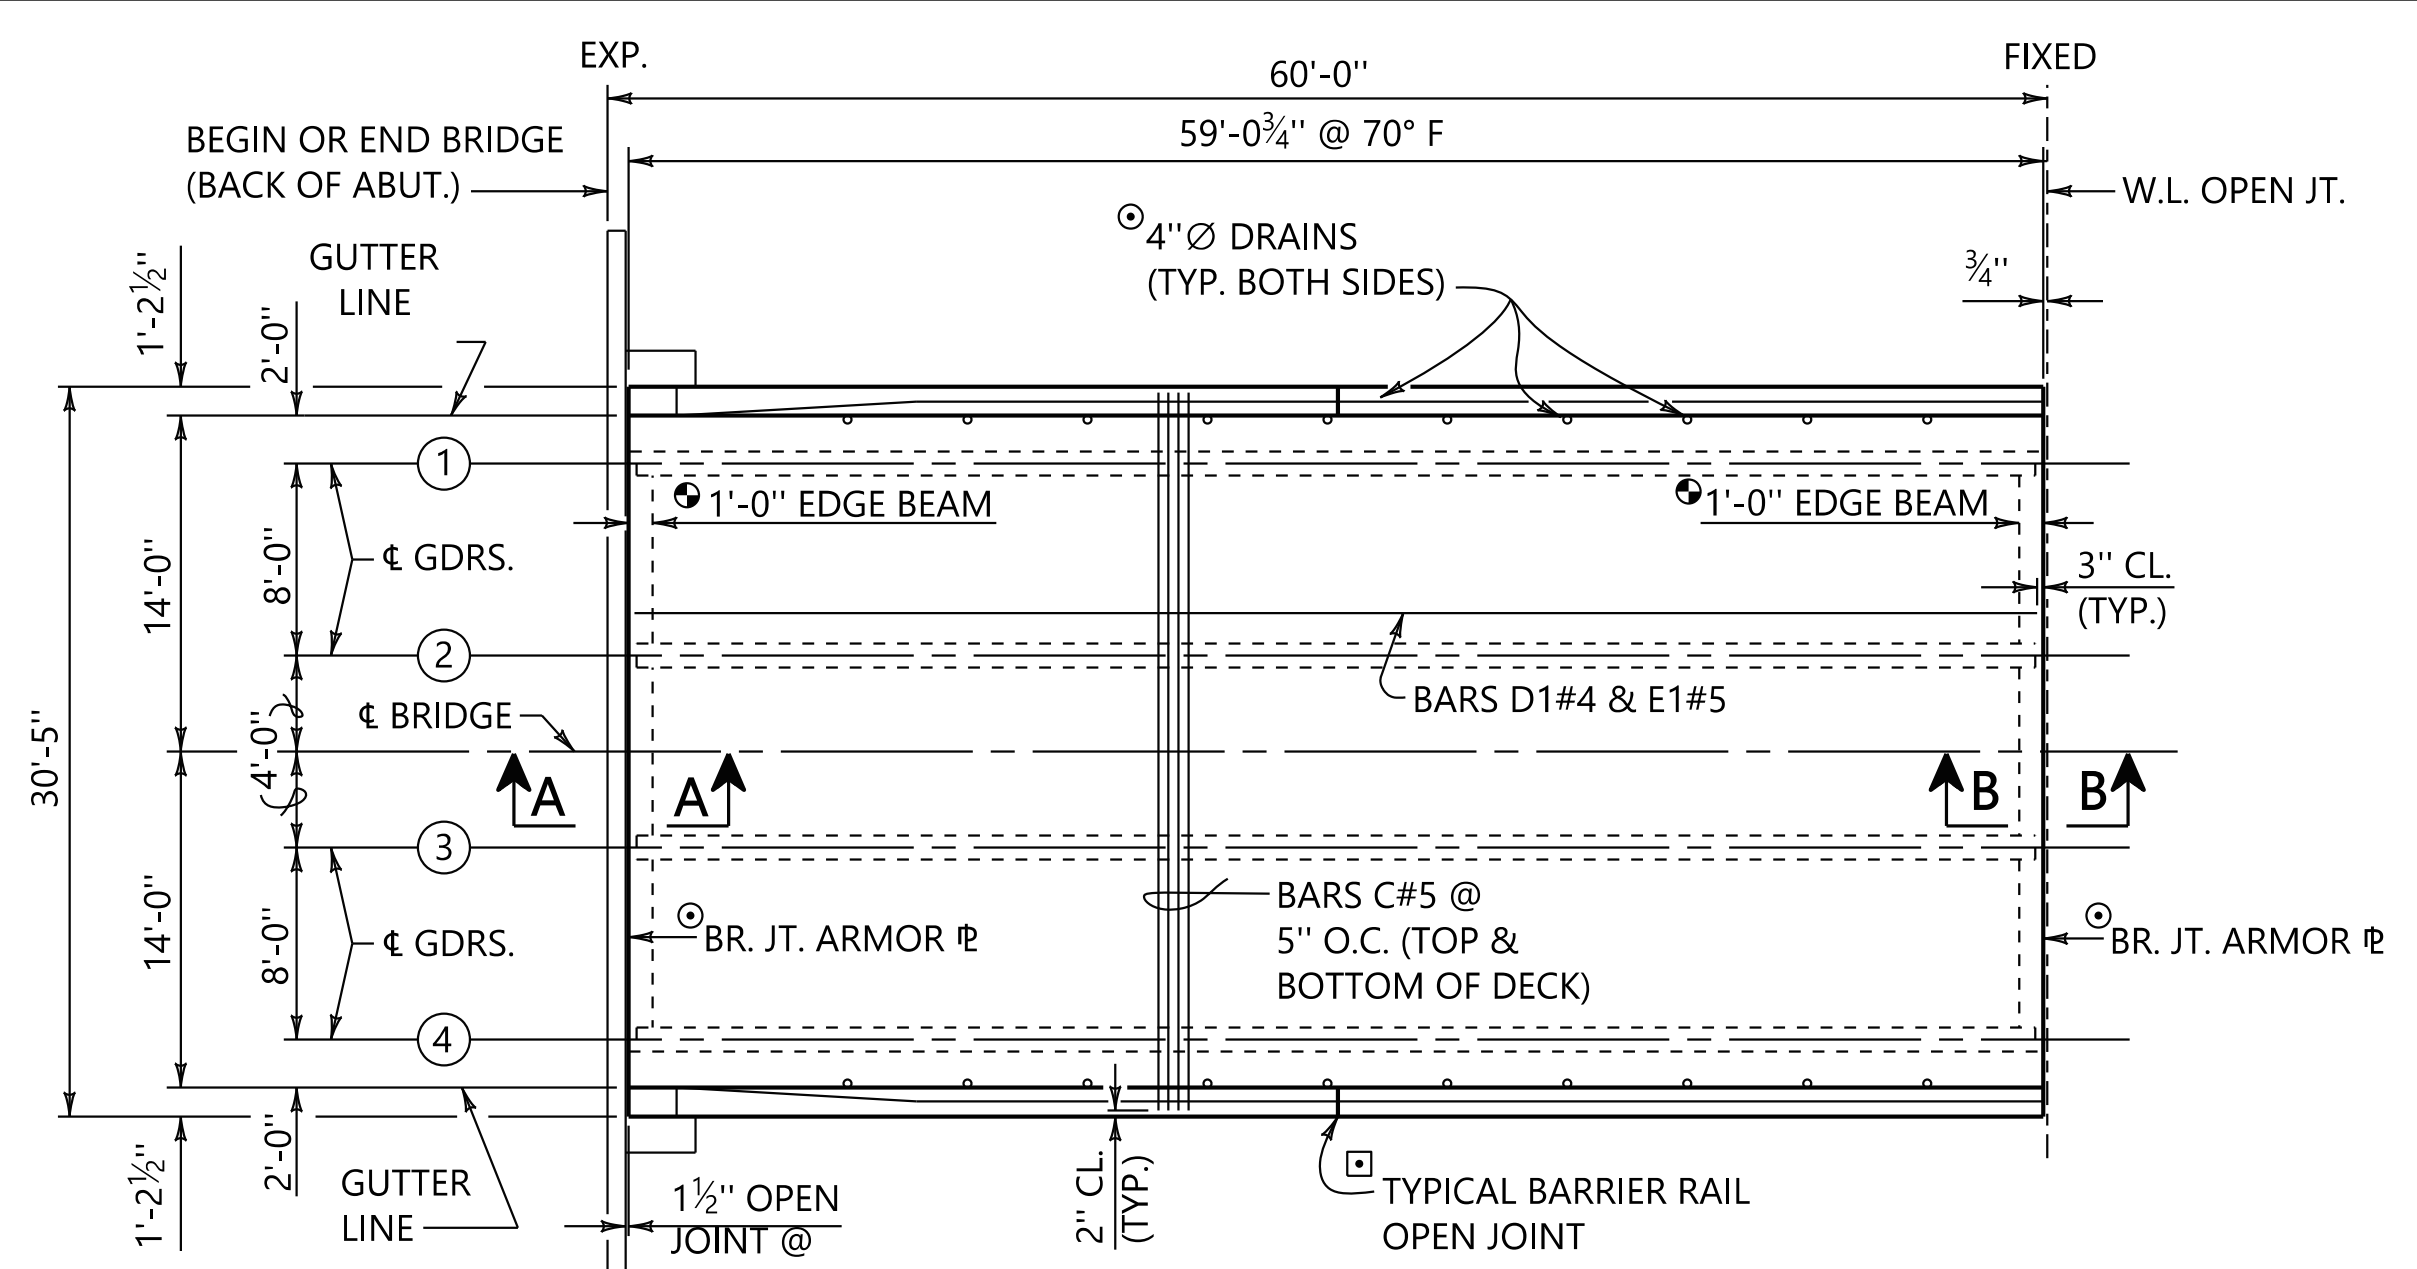 EXP.
FIXED
60'-0"
59'-0¾" @ 70° F
BEGIN OR END BRIDGE
(BACK OF ABUT.)
W.L. OPEN JT.
4"Ø DRAINS
(TYP. BOTH SIDES)
¾"
GUTTER
LINE
1'-2½"
2'-0"
1
1'-0" EDGE BEAM
1'-0" EDGE BEAM
℄ GDRS.
8'-0"
14'-0"
3" CL.
(TYP.)
2
BARS D1#4 & E1#5
℄ BRIDGE
4'-0"
30'-5"
A
A
B
B
3
BARS C#5 @
5" O.C. (TOP &
BOTTOM OF DECK)
14'-0"
8'-0"
℄ GDRS.
BR. JT. ARMOR ⅊
BR. JT. ARMOR ⅊
4
1'-2½"
2'-0"
GUTTER
LINE
1½" OPEN
JOINT @
2" CL.
(TYP.)
TYPICAL BARRIER RAIL
OPEN JOINT